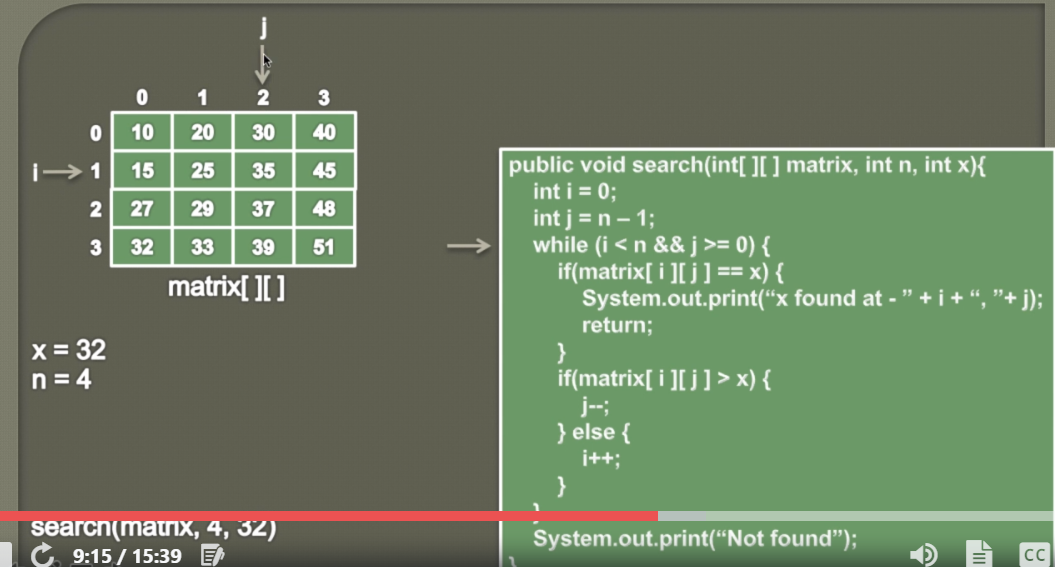 j
0 1 2 3
0 10 20 30 40
i 1 15 25 35 45
2 27 29 37 48
3 32 33 39 51
matrix[ ][ ]
x = 32
n = 4
search(matrix, 4, 32)
public void search(int[ ][ ] matrix, int n, int x){
int i = 0;
int j = n – 1;
while (i < n && j >= 0) {
if(matrix[ i ][ j ] == x) {
System.out.print(“x found at - ” + i + “, ”+ j);
return;
}
if(matrix[ i ][ j ] > x) {
j--;
} else {
i++;
}
}
System.out.print(“Not found”);
}
9:15 / 15:39
CC